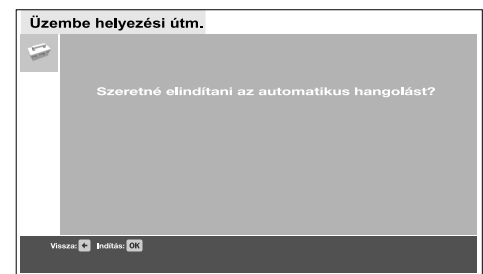 Üzembe helyezési útm.
Szeretné elindítani az automatikus hangolást?
Vissza: ← Indítás: OK